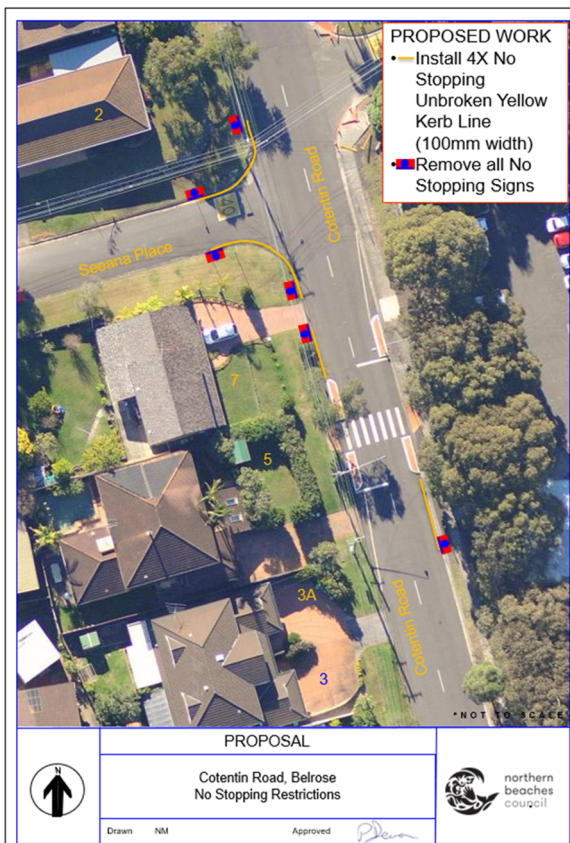 PROPOSED WORK
Install 4X No
Stopping
Unbroken Yellow
Kerb Line
(100mm width)
Remove all No
Stopping Signs
2
40
Cotentin Road
Seeana Place
7
5
3A
3
Cotentin Road
*NOT TO SCALE
PROPOSAL
N
Cotentin Road, Belrose
No Stopping Restrictions
northern
beaches
council
Drawn NM Approved